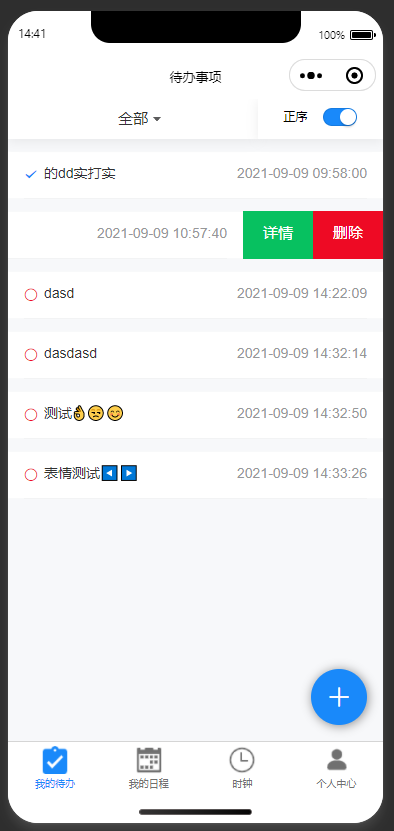 14:41 100%
待办事项
全部 正序
的dd实打实 2021-09-09 09:58:00
2021-09-09 10:57:40 详情 删除
dasd 2021-09-09 14:22:09
dasdasd 2021-09-09 14:32:14
测试👌😒😊 2021-09-09 14:32:50
表情测试◀️▶️ 2021-09-09 14:33:26
我的待办 我的日程 时钟 个人中心